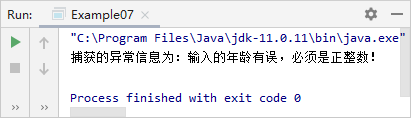 Run: Example07
"C:\Program Files\Java\jdk-11.0.11\bin\java.exe"
捕获的异常信息为: 输入的年龄有误，必须是正整数!
Process finished with exit code 0